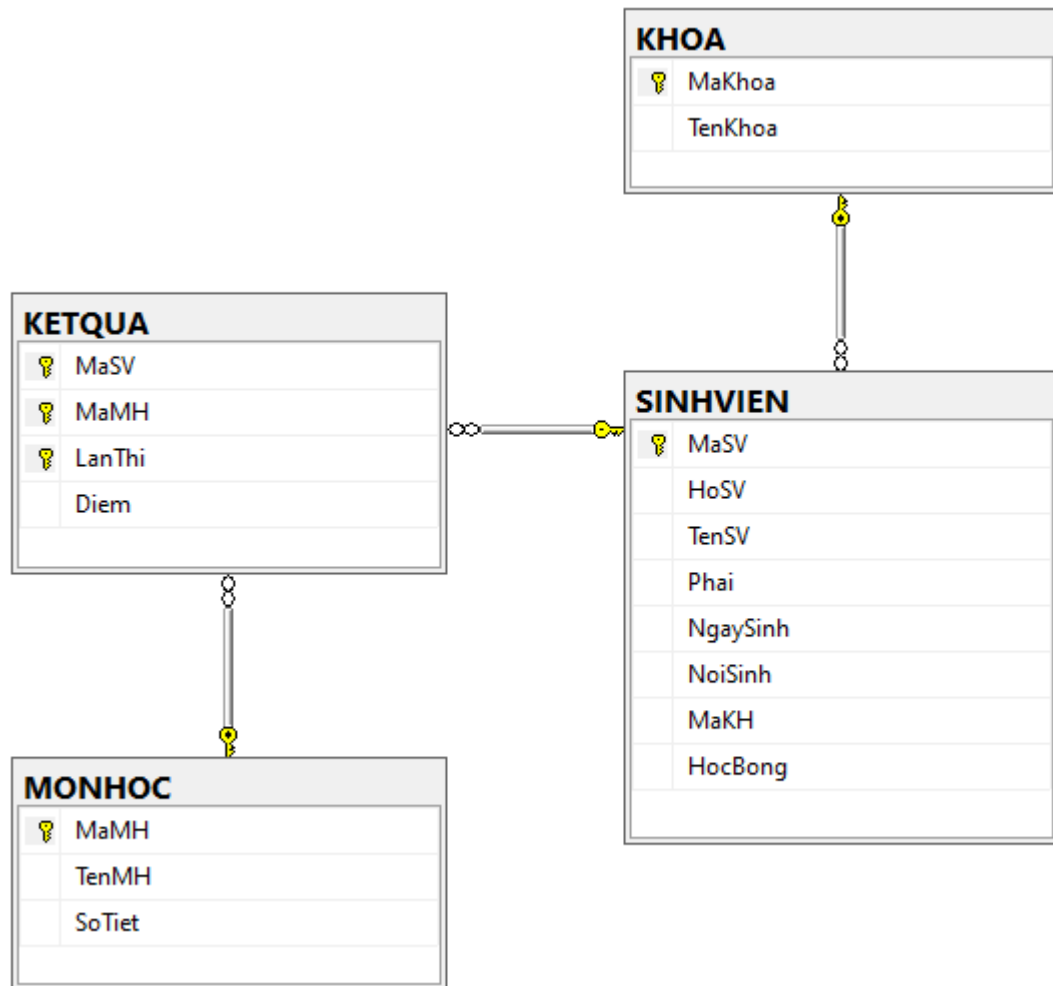 KHOA
MaKhoa
TenKhoa
KETQUA
MaSV
MaMH
LanThi
Diem
SINHVIEN
MaSV
HoSV
TenSV
Phai
NgaySinh
NoiSinh
MaKH
HocBong
MONHOC
MaMH
TenMH
SoTiet